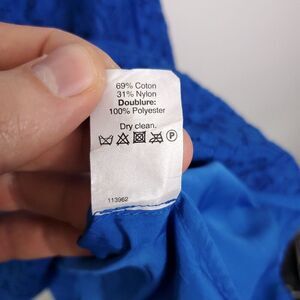 69% Coton
31% Nylon
Doublure:
100% Polyester
Dry clean.
P
113962